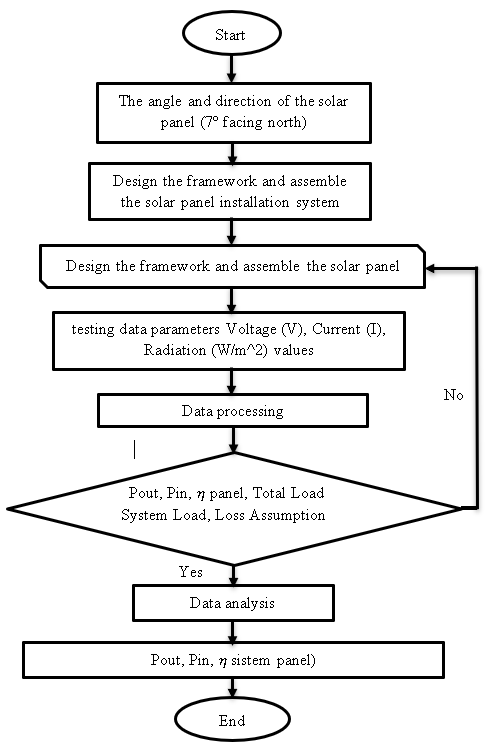 Start
The angle and direction of the solar
panel (7° facing north)
Design the framework and assemble
the solar panel installation system
Design the framework and assemble the solar panel
testing data parameters Voltage (V), Current (I),
Radiation (W/m^2) values
Data processing
No
Pout, Pin, η panel, Total Load
System Load, Loss Assumption
Yes
Data analysis
Pout, Pin, η sistem panel)
End